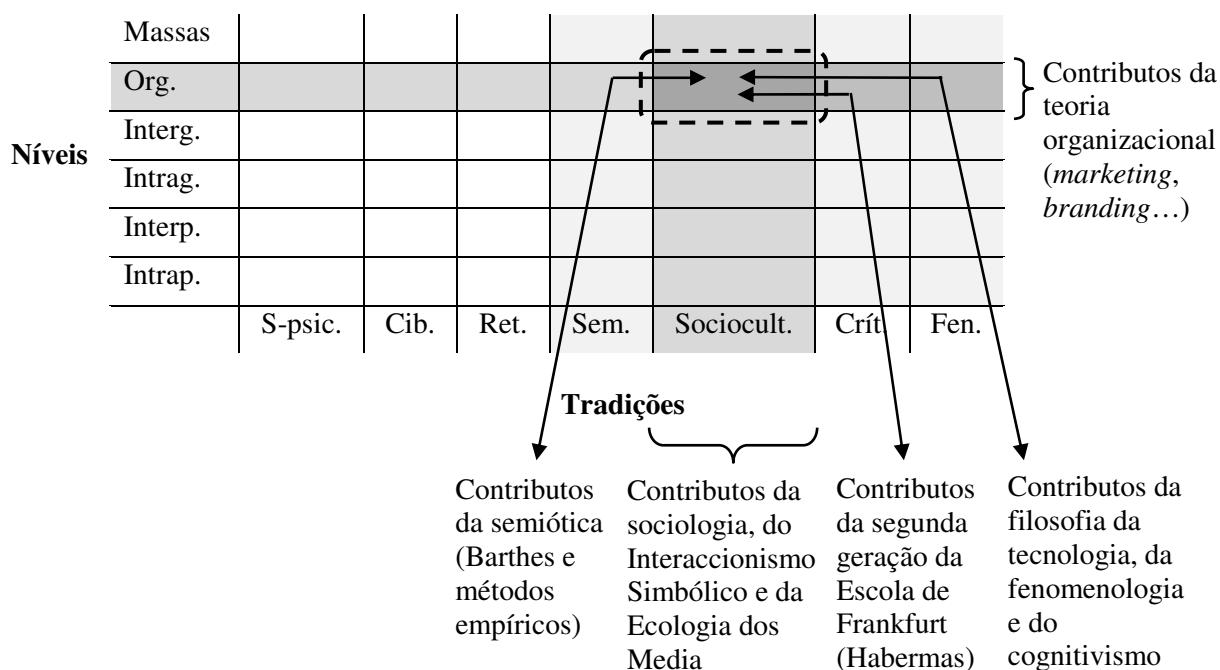 Massas
Org.
Interg.
Níveis
Intrag.
Interp.
Intrap.
S-psic. Cib. Ret. Sem. Sociocult. Crít. Fen.
Tradições
Contributos da
teoria
organizacional
(marketing,
branding…)
Contributos
da semiótica
(Barthes e
métodos
empíricos)
Contributos da
sociologia, do
Interaccionismo
Simbólico e da
Ecologia dos
Media
Contributos
da segunda
geração da
Escola de
Frankfurt
(Habermas)
Contributos da
filosofia da
tecnologia, da
fenomenologia
e do
cognitivismo